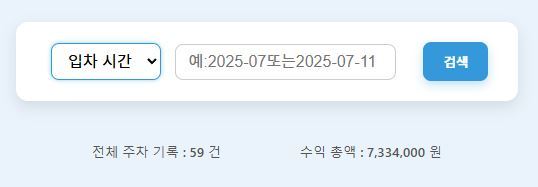 입차 시간 예:2025-07또는2025-07-11 검색
전체 주차 기록 : 59 건 수익 총액 : 7,334,000 원